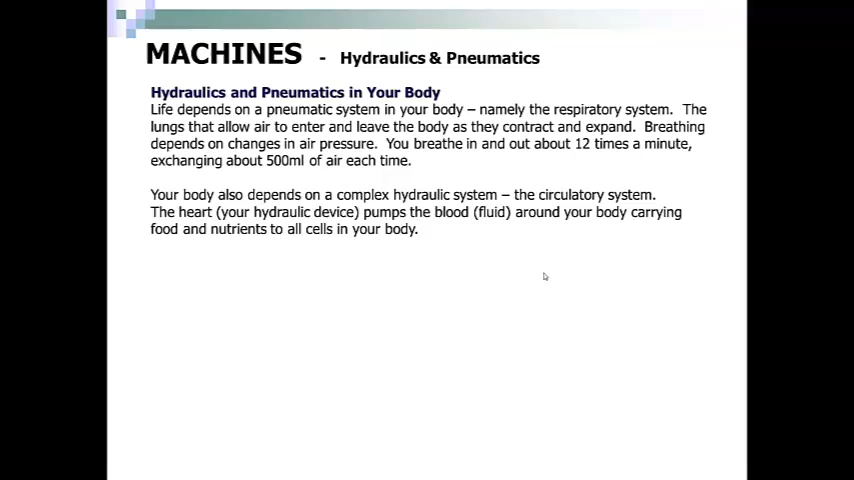 MACHINES - Hydraulics & Pneumatics
Hydraulics and Pneumatics in Your Body
Life depends on a pneumatic system in your body – namely the respiratory system. The
lungs that allow air to enter and leave the body as they contract and expand. Breathing
depends on changes in air pressure. You breathe in and out about 12 times a minute,
exchanging about 500ml of air each time.
Your body also depends on a complex hydraulic system – the circulatory system.
The heart (your hydraulic device) pumps the blood (fluid) around your body carrying
food and nutrients to all cells in your body.